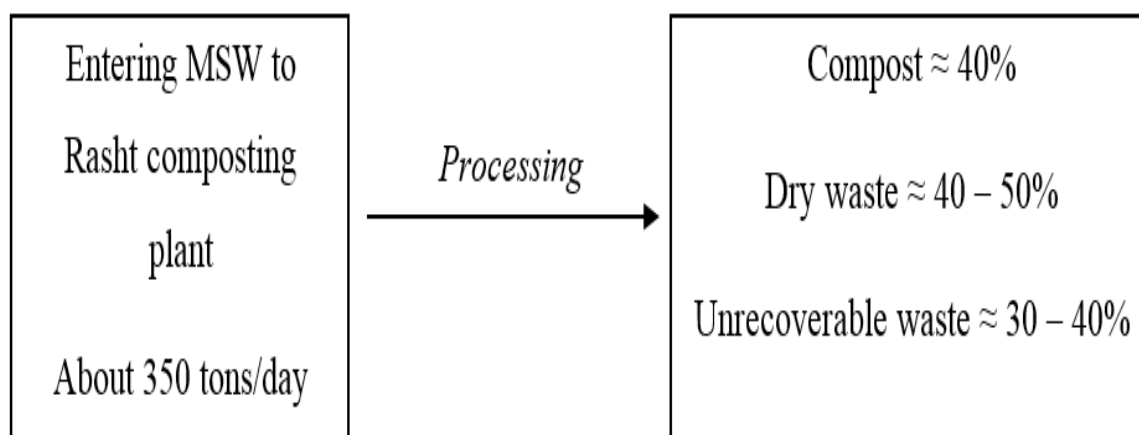 Entering MSW to
Rasht composting
plant
About 350 tons/day
Processing
Compost ≈ 40%
Dry waste ≈ 40 – 50%
Unrecoverable waste ≈ 30 – 40%